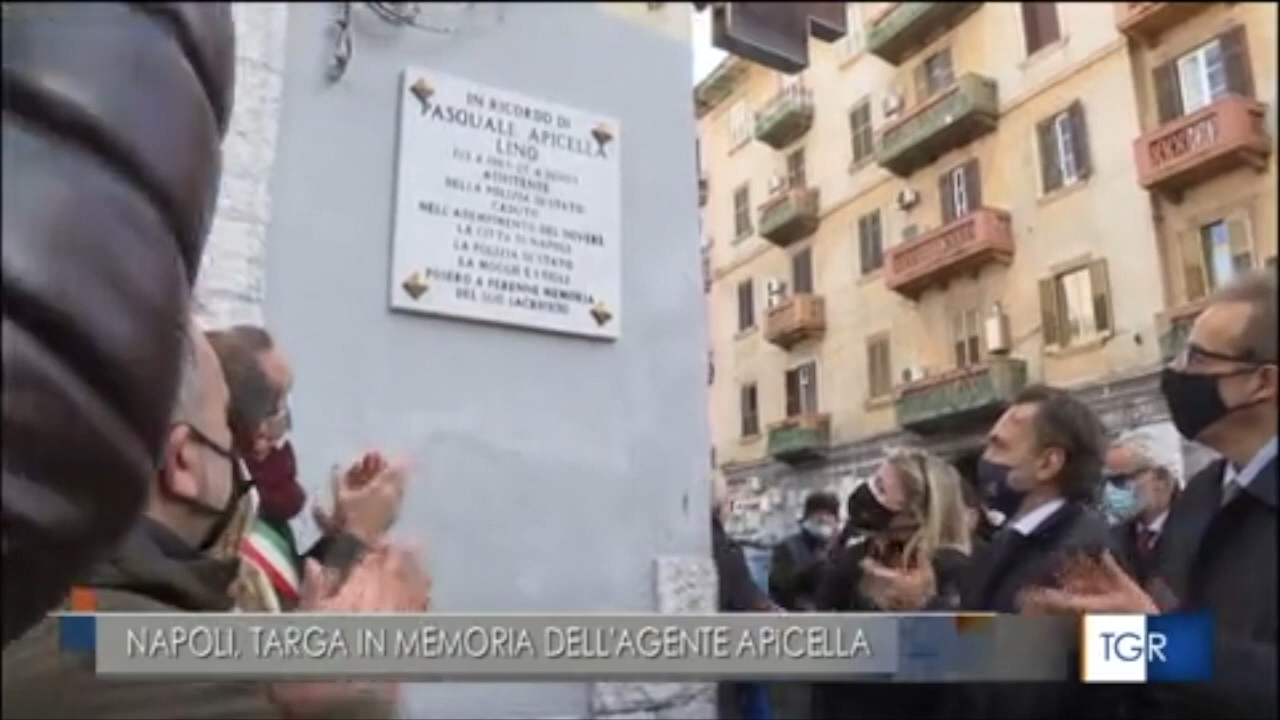 IN RICORDO DI
PASQUALE APICELLA
LINO
ASSISTENTE
DELLA POLIZIA DI STATO
CADUTO
NELL'ADEMPIMENTO DEL DOVERE
LA CITTÀ DI NAPOLI
LA POLIZIA DI STATO
LA MOGLIE E I FIGLI
POSERO A PERENNE MEMORIA
DEL SUO SACRIFICIO
NAPOLI, TARGA IN MEMORIA DELL'AGENTE APICELLA
TGR